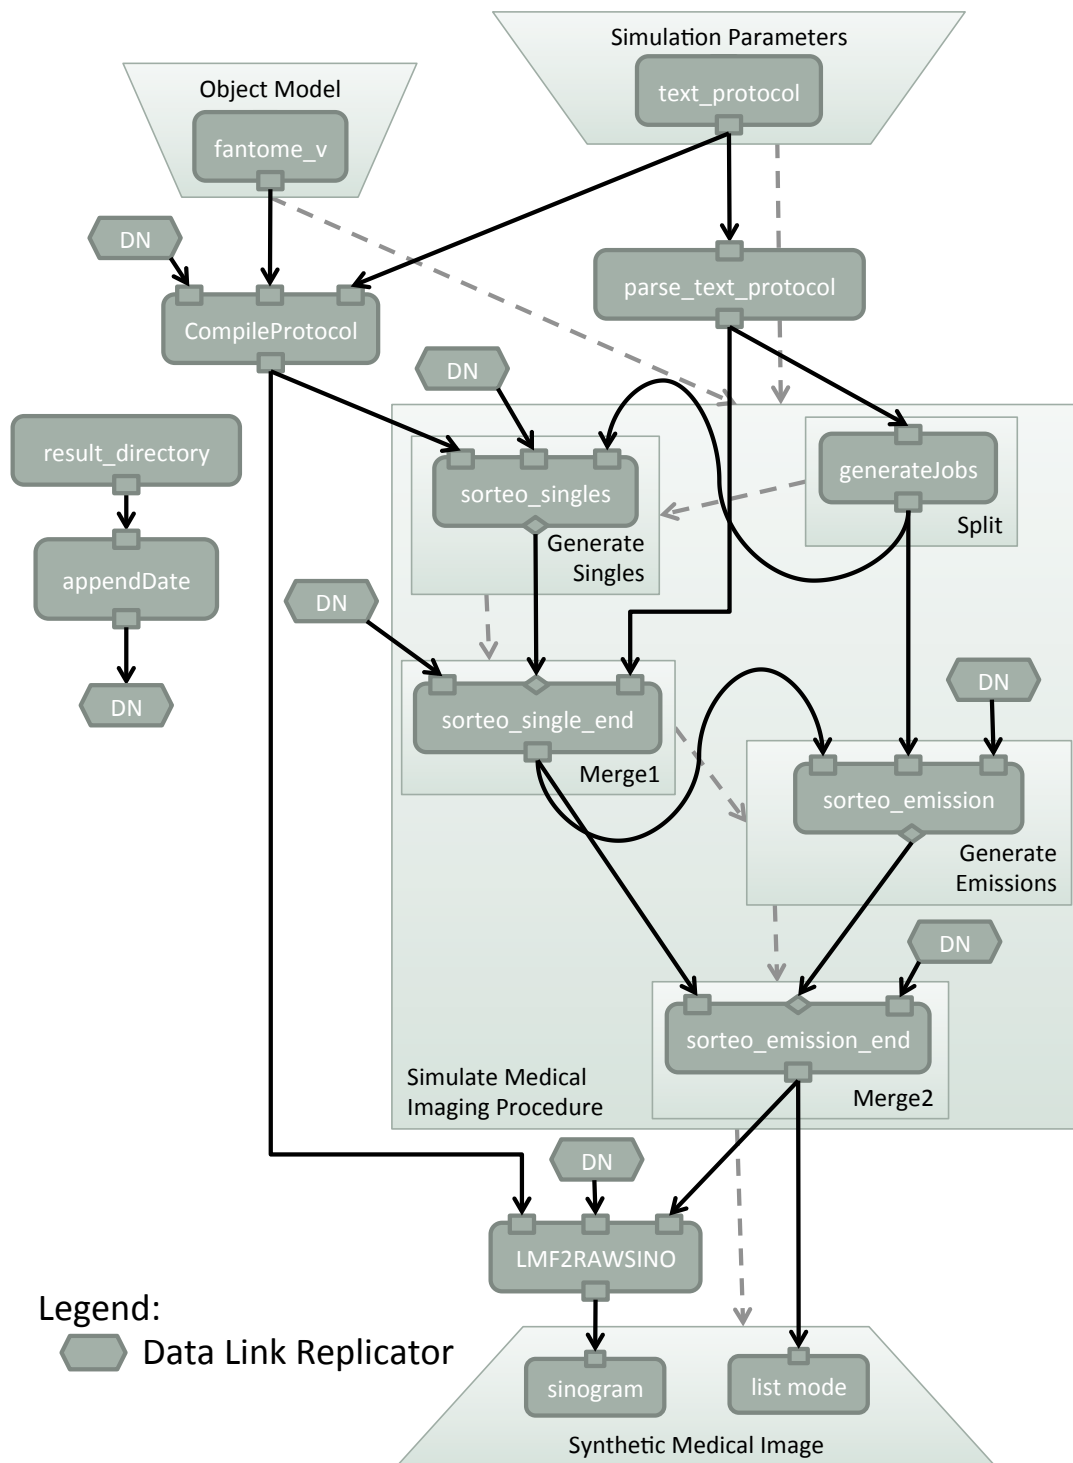 Simulation Parameters
text_protocol
Object Model
fantome_v
DN
parse_text_protocol
CompileProtocol
DN
result_directory
sorteo_singles
generateJobs
Split
Generate
Singles
appendDate
DN
DN
sorteo_single_end
Merge1
DN
sorteo_emission
Generate
Emissions
DN
sorteo_emission_end
Merge2
Simulate Medical
Imaging Procedure
DN
LMF2RAWSINO
Legend:
Data Link Replicator
sinogram
list mode
Synthetic Medical Image